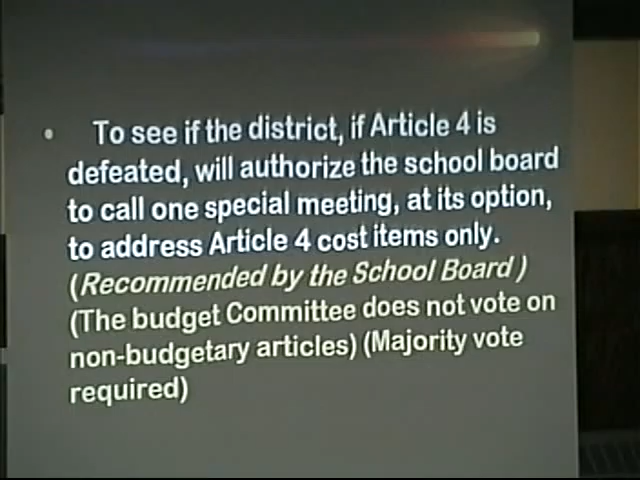 • To see if the district, if Article 4 is
defeated, will authorize the school board
to call one special meeting, at its option,
to address Article 4 cost items only.
(Recommended by the School Board )
(The budget Committee does not vote on
non-budgetary articles) (Majority vote
required)